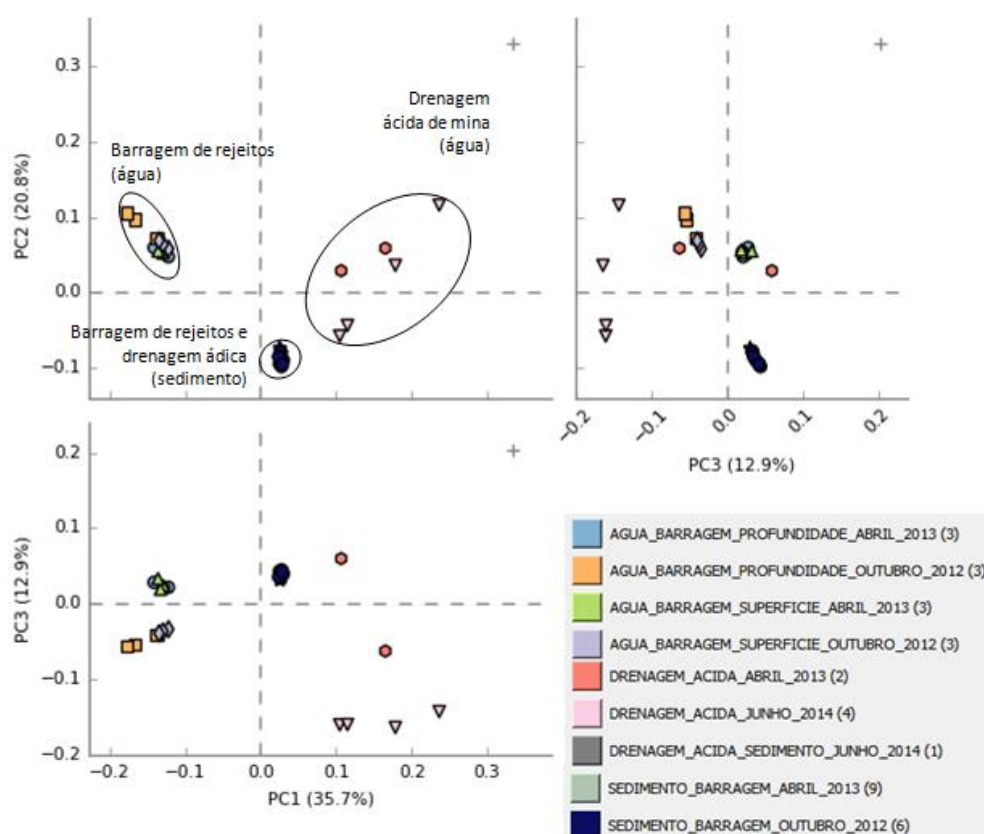 0.3
0.2
0.1
0.0
−0.1
PC2 (20.8%)
Barragem de rejeitos
(água)
Drenagem
ácida de mina
(água)
Barragem de rejeitos e
drenagem ádica
(sedimento)
−0.2
−0.1
0.0
0.1
0.2
PC3 (12.9%)
0.2
0.1
0.0
−0.1
−0.2
PC3 (12.9%)
−0.2
−0.1
0.0
0.1
0.2
0.3
PC1 (35.7%)
AGUA_BARRAGEM_PROFUNDIDADE_ABRIL_2013 (3)
AGUA_BARRAGEM_PROFUNDIDADE_OUTUBRO_2012 (3)
AGUA_BARRAGEM_SUPERFICIE_ABRIL_2013 (3)
AGUA_BARRAGEM_SUPERFICIE_OUTUBRO_2012 (3)
DRENAGEM_ACIDA_ABRIL_2013 (2)
DRENAGEM_ACIDA_JUNHO_2014 (4)
DRENAGEM_ACIDA_SEDIMENTO_JUNHO_2014 (1)
SEDIMENTO_BARRAGEM_ABRIL_2013 (9)
SEDIMENTO_BARRAGEM_OUTUBRO_2012 (6)